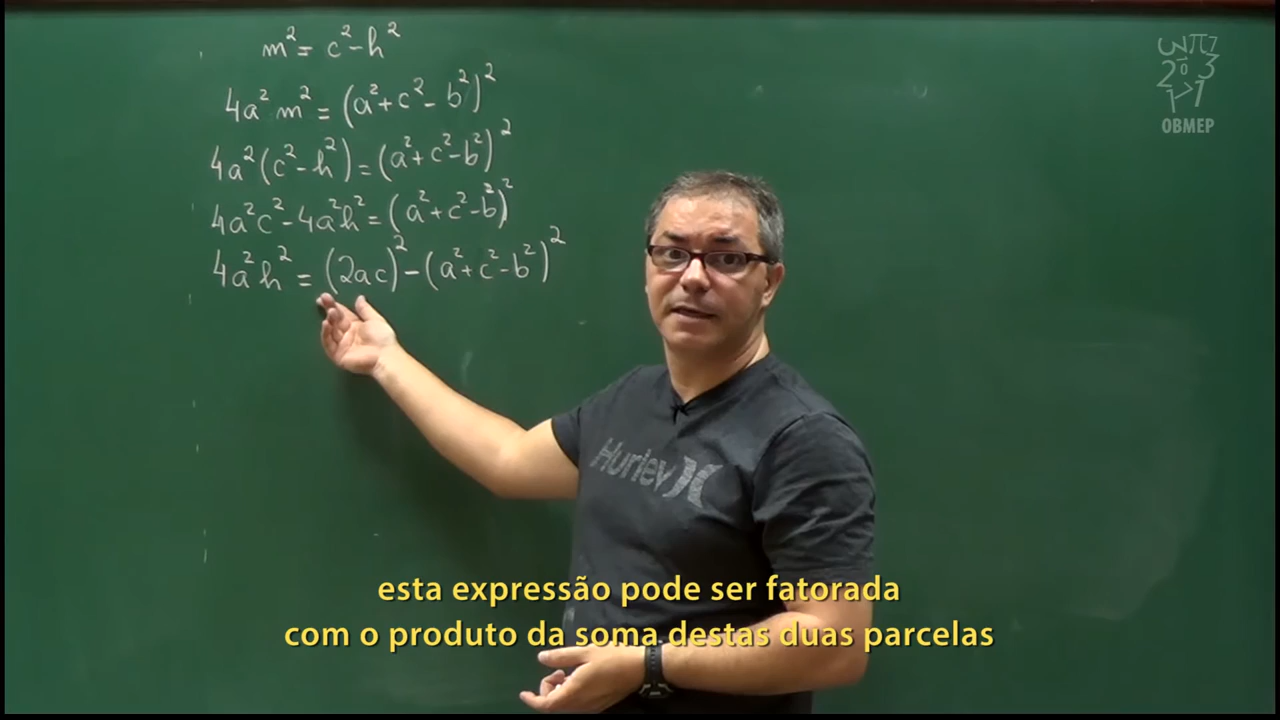 m² = c² - h²
4a² m² = (a² + c² - b²)²
4a² (c² - h²) = (a² + c² - b²)²
4a²c² - 4a²h² = (a² + c² - b²)²
4a² h² = (2ac)² - (a² + c² - b²)²
OBMEP
Hurley
esta expressão pode ser fatorada
com o produto da soma destas duas parcelas